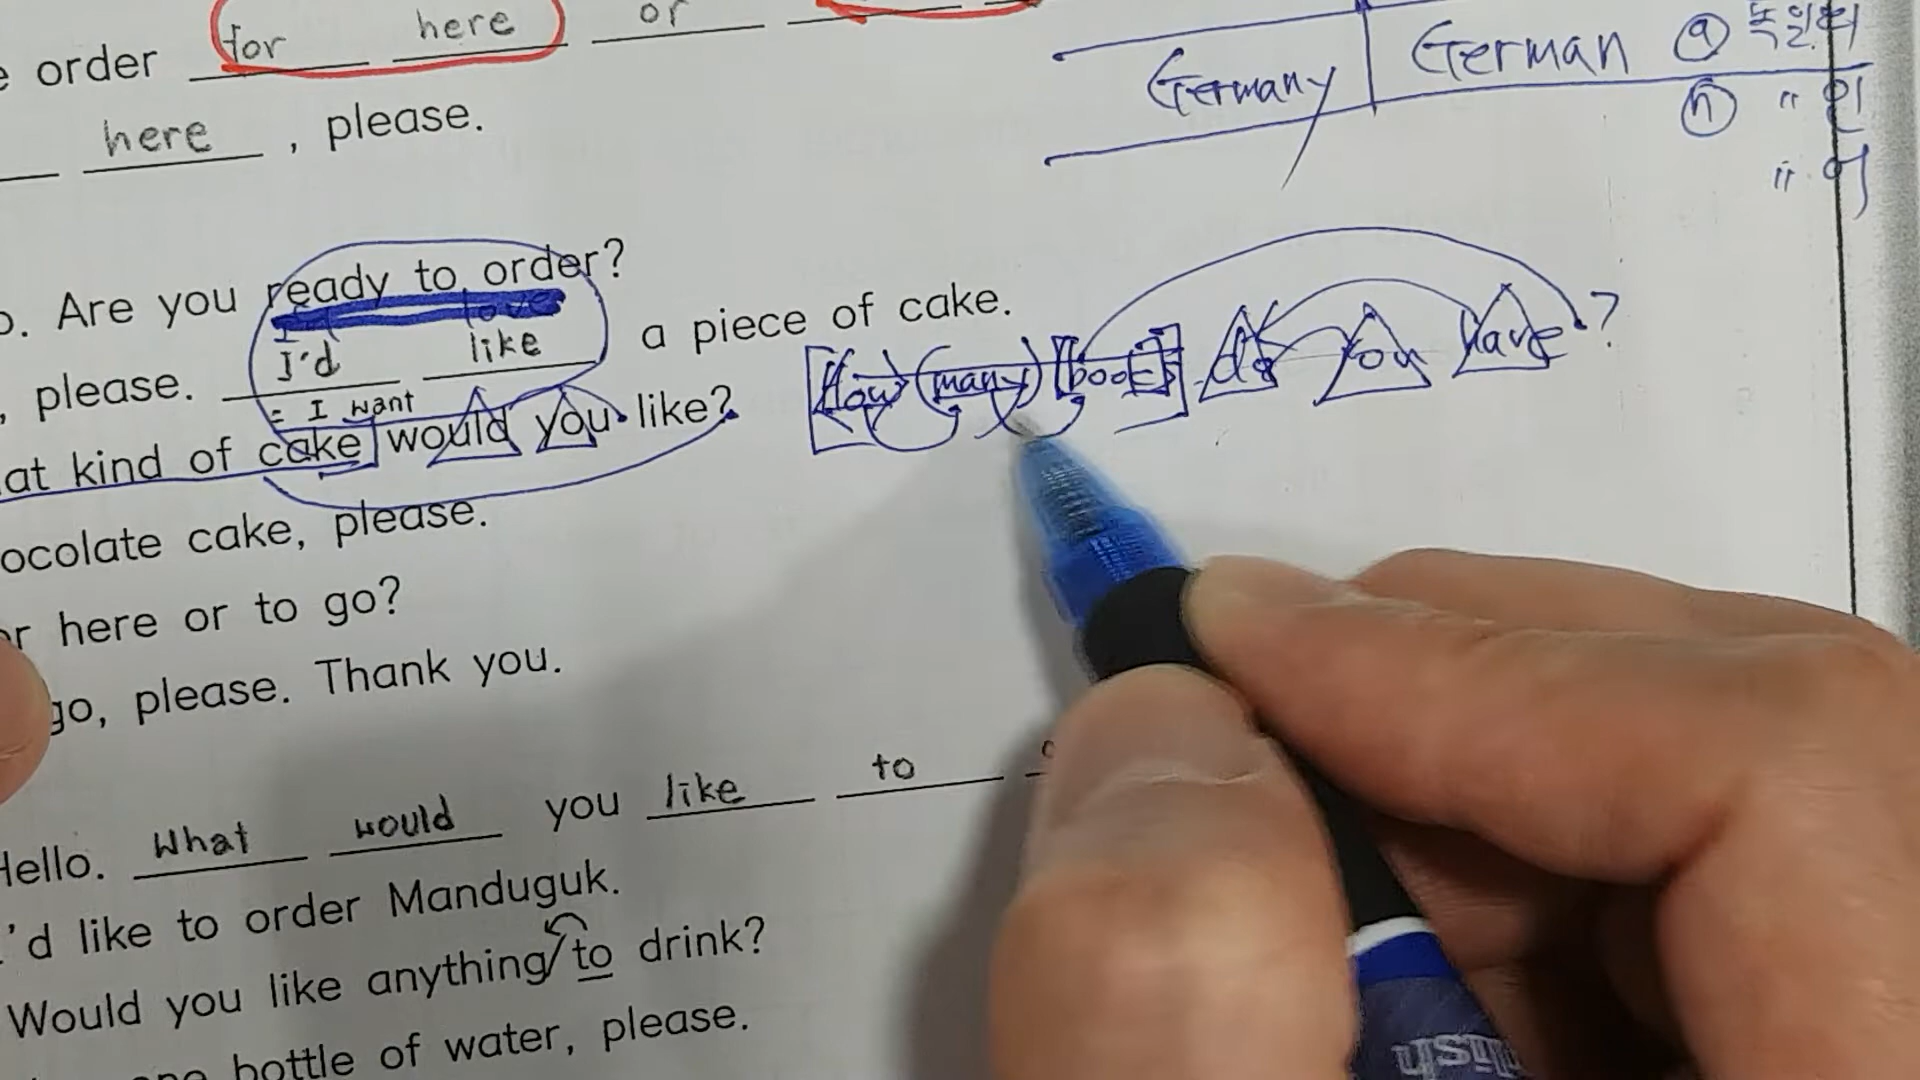 order for here or
here , please.
Germany German ⓐ 독일의
ⓝ " 인
" 어
. Are you ready to order?
, please. I'd like a piece of cake.
= I want
at kind of cake would you like?
How many books do you have?
ocolate cake, please.
r here or to go?
go, please. Thank you.
Hello. What would you like to
'd like to order Manduguk.
Would you like anything to drink?
bottle of water, please.